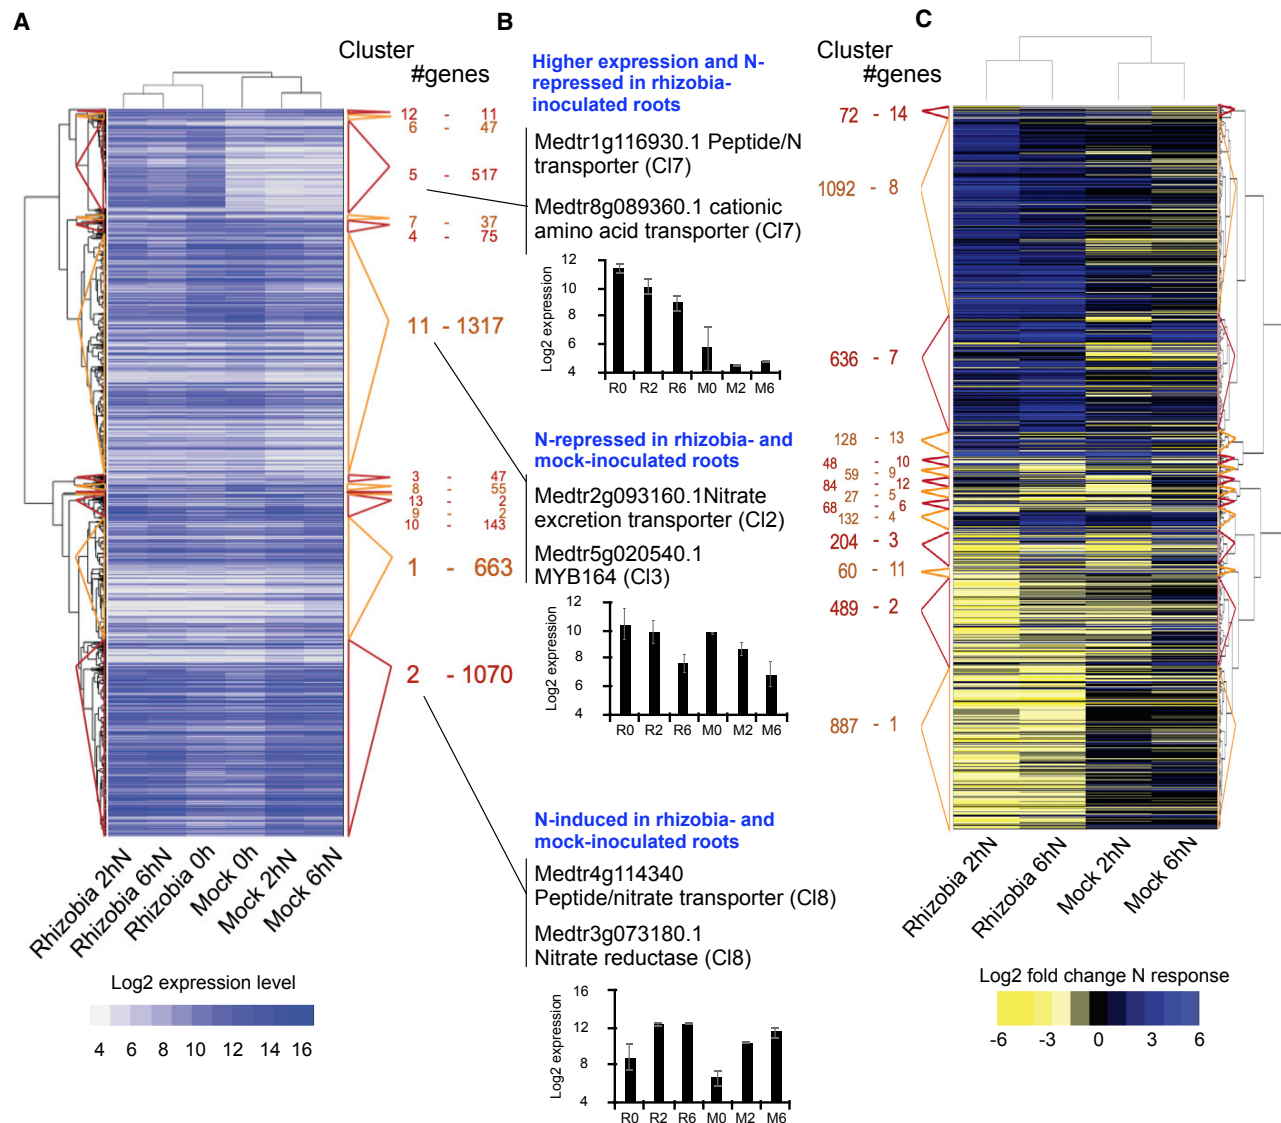 A
Cluster
#genes
12 - 11
6 - 47
5 - 517
7 - 37
4 - 75
11 - 1317
3 - 47
8 - 55
13 - 2
9 - 2
10 - 143
1 - 663
2 - 1070
Rhizobia 2hN
Rhizobia 6hN
Rhizobia 0h
Mock 0h
Mock 2hN
Mock 6hN
Log2 expression level
4 6 8 10 12 14 16
B
Higher expression and N-
repressed in rhizobia-
inoculated roots
Medtr1g116930.1 Peptide/N
transporter (Cl7)
Medtr8g089360.1 cationic
amino acid transporter (Cl7)
Log2 expression
12
10
8
6
4
R0 R2 R6 M0 M2 M6
N-repressed in rhizobia- and
mock-inoculated roots
Medtr2g093160.1Nitrate
excretion transporter (Cl2)
Medtr5g020540.1
MYB164 (Cl3)
Log2 expression
12
10
8
6
4
R0 R2 R6 M0 M2 M6
N-induced in rhizobia- and
mock-inoculated roots
Medtr4g114340
Peptide/nitrate transporter (Cl8)
Medtr3g073180.1
Nitrate reductase (Cl8)
Log2 expression
16
12
8
4
R0 R2 R6 M0 M2 M6
C
Cluster
#genes
72 - 14
1092 - 8
636 - 7
128 - 13
48 - 10
59 - 9
84 - 12
27 - 5
68 - 6
132 - 4
204 - 3
60 - 11
489 - 2
887 - 1
Rhizobia 2hN
Rhizobia 6hN
Mock 2hN
Mock 6hN
Log2 fold change N response
-6 -3 0 3 6